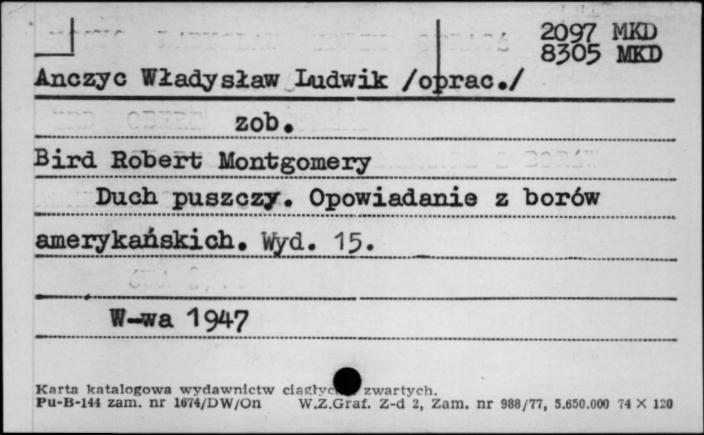 2097 MKD
8305 MKD
Anczyc Władysław Ludwik /oprac./
zob.
Bird Robert Montgomery
Duch puszczy. Opowiadanie z borów
amerykańskich. Wyd. 15.
W-wa 1947
Karta katalogowa wydawnictw zwartych.
Pu-B-144 zam. nr 1674/DW/On W.Z.Graf. Z-d 2, Zam. nr 988/77, 5.650.000 74 X 120